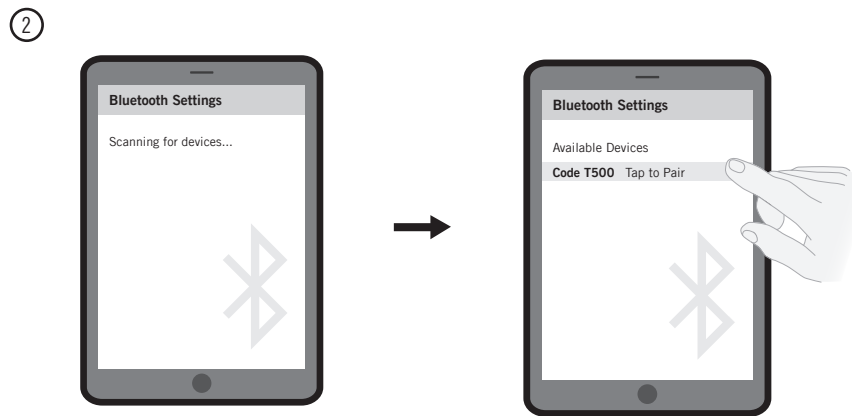 2
Bluetooth Settings
Scanning for devices...
Bluetooth Settings
Available Devices
Code T500 Tap to Pair